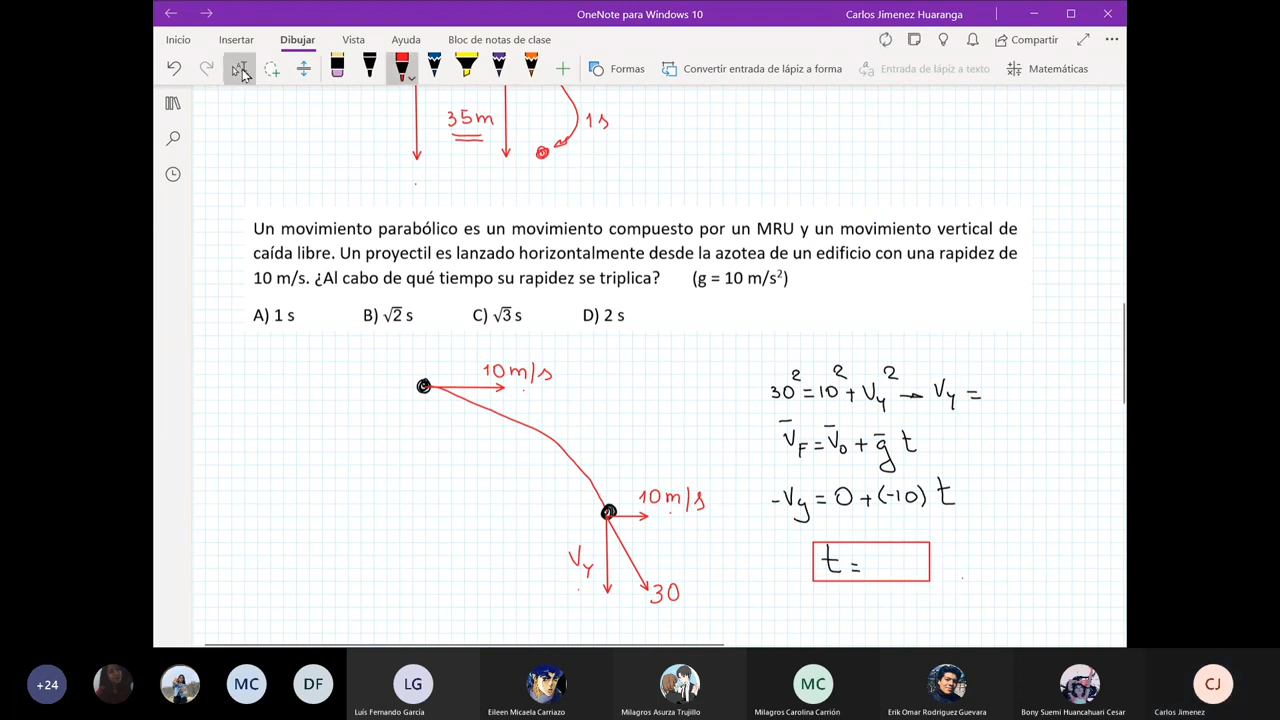 OneNote para Windows 10
Carlos Jimenez Huaranga
Inicio
Insertar
Dibujar
Vista
Ayuda
Bloc de notas de clase
Compartir
Formas
Convertir entrada de lápiz a forma
Entrada de lápiz a texto
Matemáticas
35m
1s
Un movimiento parabólico es un movimiento compuesto por un MRU y un movimiento vertical de
caída libre. Un proyectil es lanzado horizontalmente desde la azotea de un edificio con una rapidez de
10 m/s. ¿Al cabo de qué tiempo su rapidez se triplica? (g = 10 m/s²)
A) 1 s B) √2 s C) √3 s D) 2 s
10m/s
30² = 10² + Vy² → Vy =
V̄F = V̄0 + ḡ t
10m/s
-Vy = 0 + (-10) t
Vy
t =
30
+24
MC
DF
LG
MC
CJ
Luis Fernando García
Eileen Micaela Carriazo
Milagros Asurza Trujillo
Milagros Carolina Carrión
Erik Omar Rodriguez Guevara
Bony Suemi Huancahuari Cesar
Carlos Jimenez